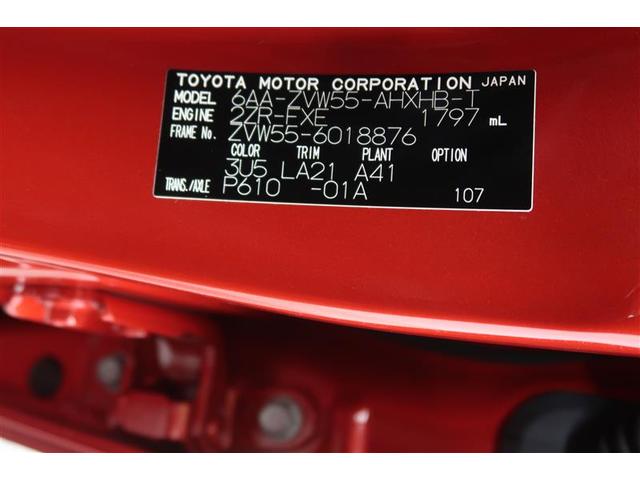 TOYOTA MOTOR CORPORATION JAPAN
MODEL 6AA-ZVW55-AHXHB-T
ENGINE 2ZR-FXE 1797 mL
FRAME No. ZVW55-6018876
COLOR TRIM PLANT OPTION
3U5 LA21 A41
TRANS./AXLE P610 -01A 107